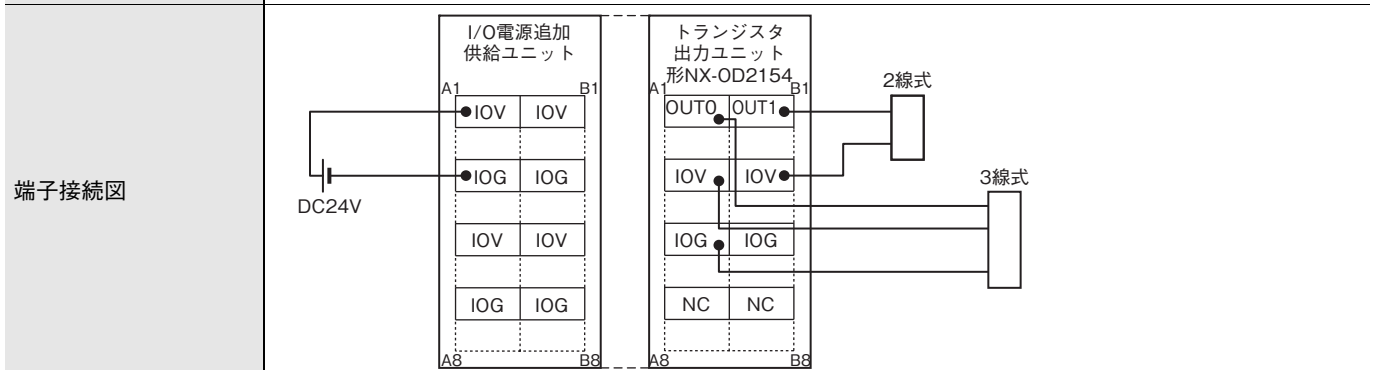 端子接続図
I/O電源追加
供給ユニット
A1 B1
IOV IOV
IOG IOG
IOV IOV
IOG IOG
A8 B8
DC24V
トランジスタ
出力ユニット
形NX-OD2154
A1 B1
OUT0 OUT1
IOV IOV
IOG IOG
NC NC
A8 B8
2線式
3線式